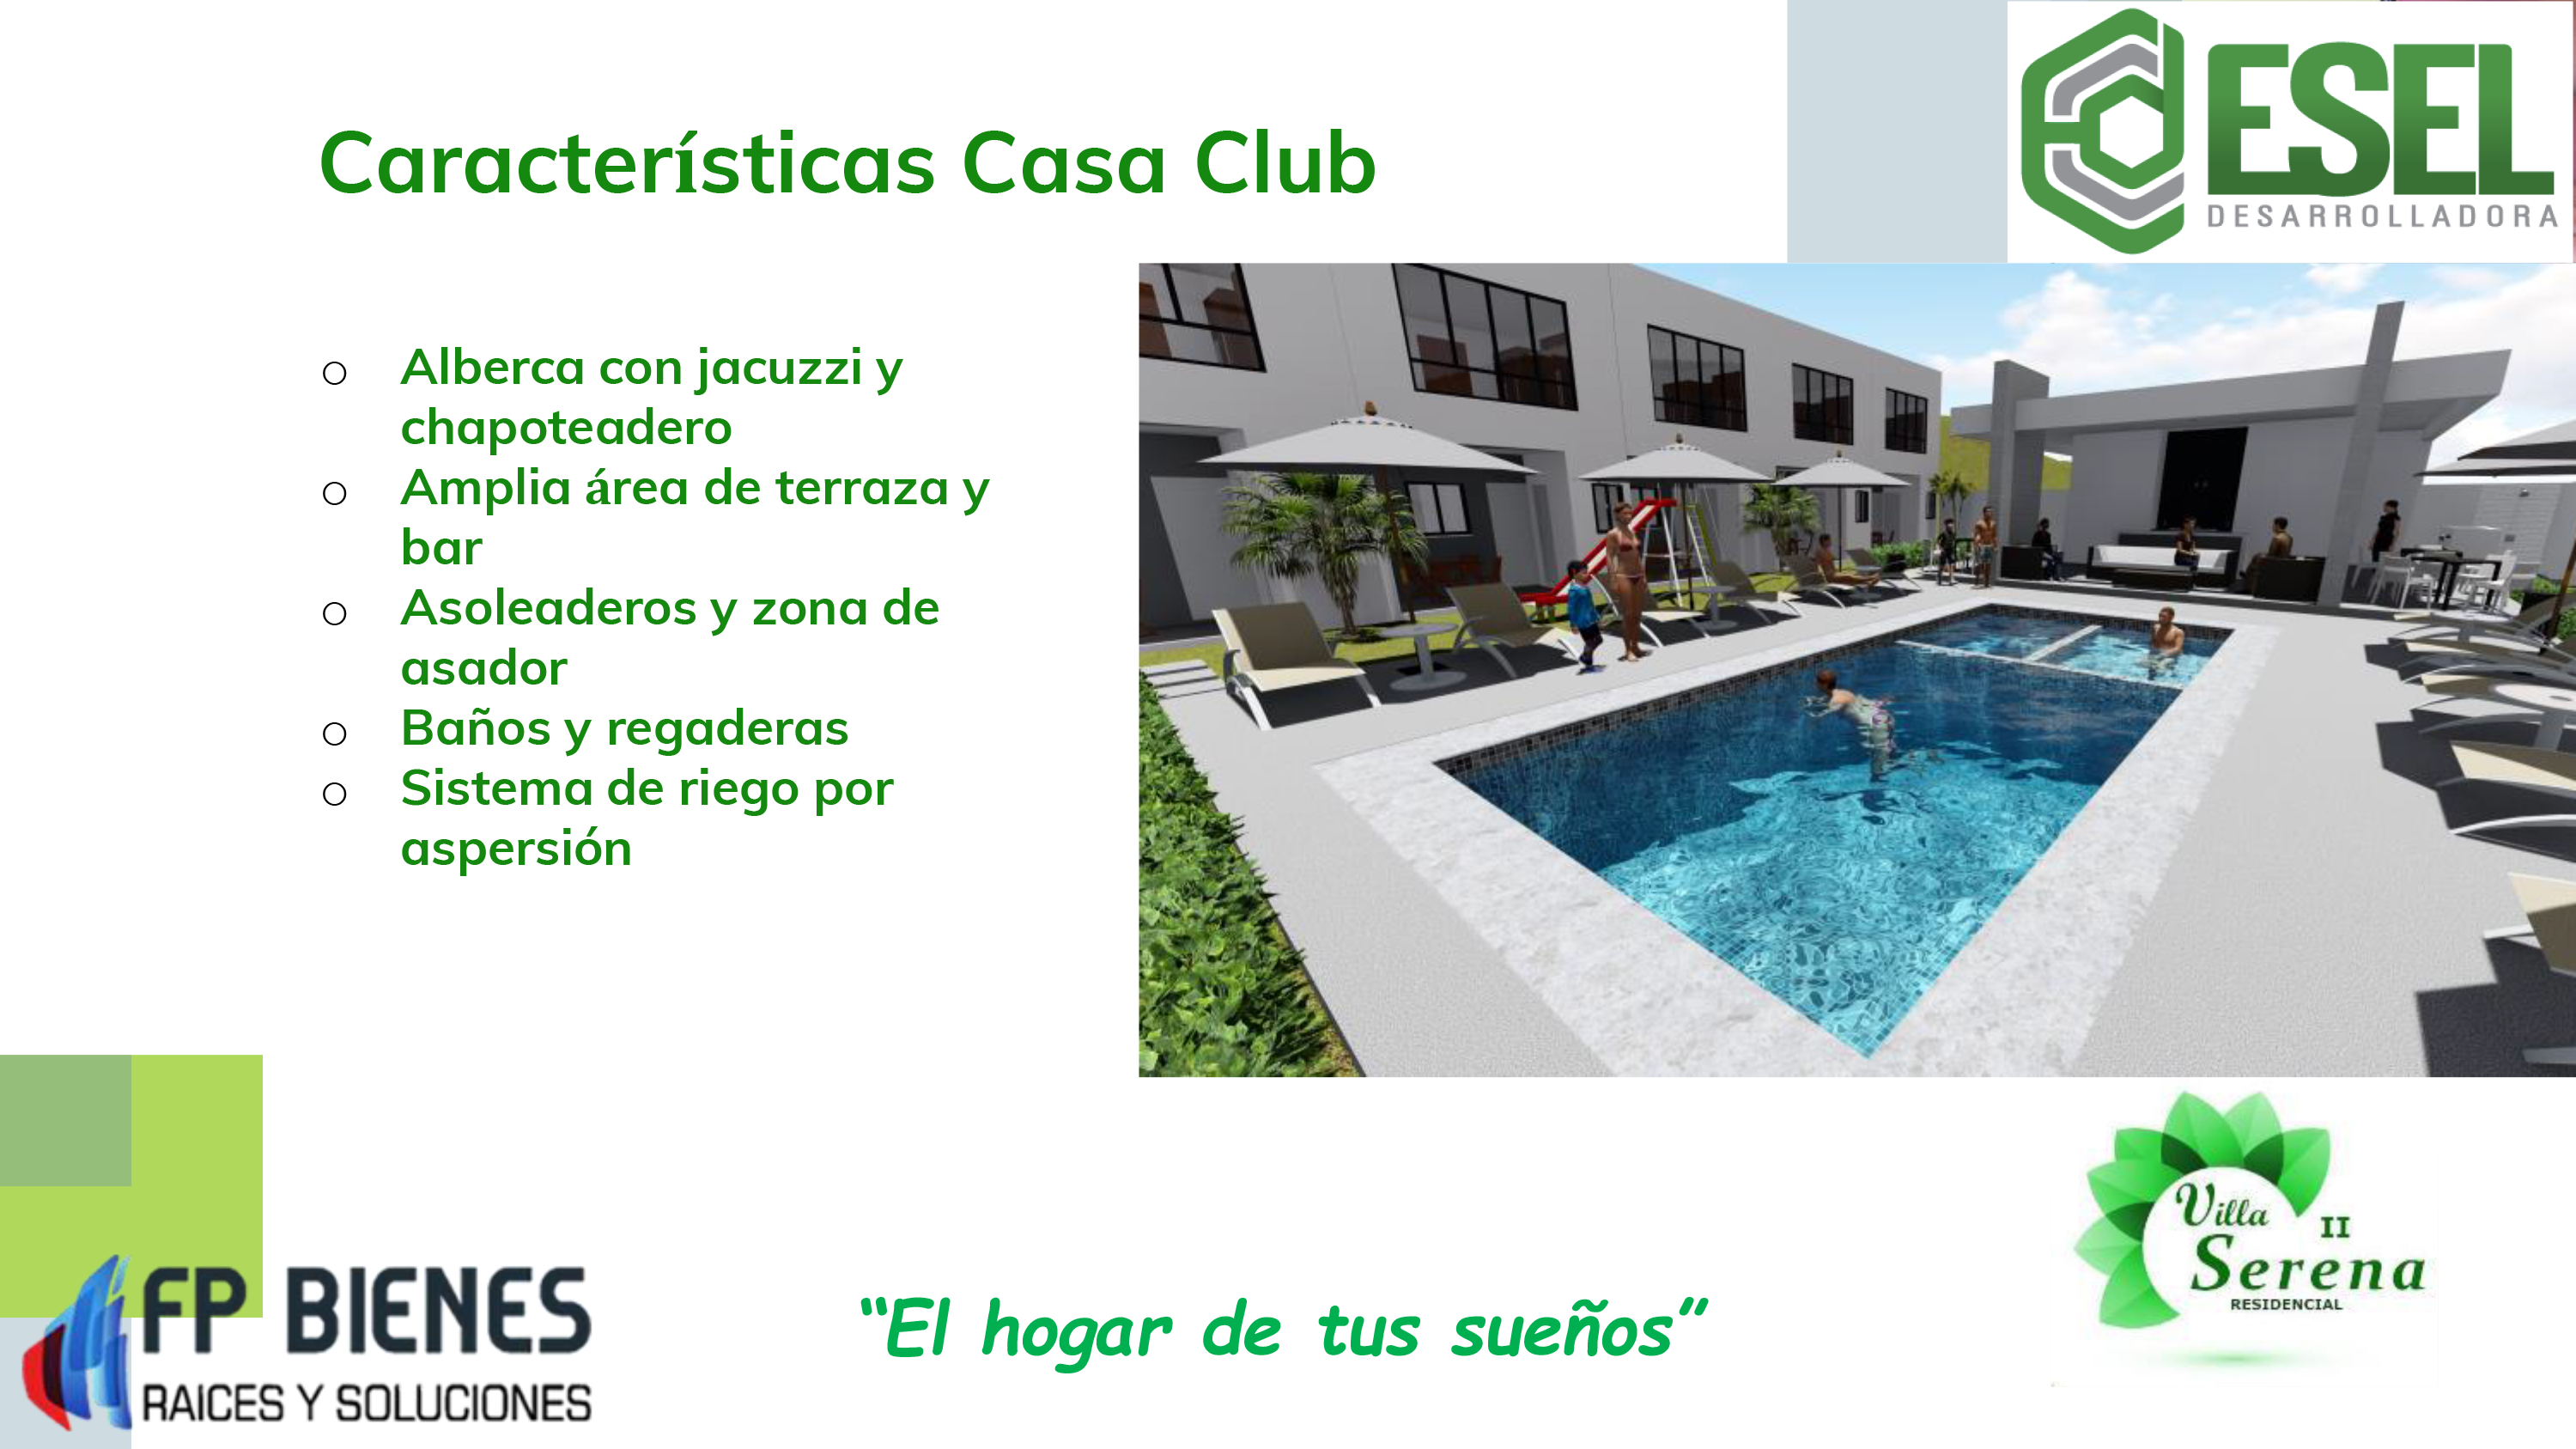 ESEL
DESARROLLADORA
Características Casa Club
o Alberca con jacuzzi y
chapoteadero
o Amplia área de terraza y
bar
o Asoleaderos y zona de
asador
o Baños y regaderas
o Sistema de riego por
aspersión
Villa II
Serena
RESIDENCIAL
FP BIENES
RAICES Y SOLUCIONES
“El hogar de tus sueños”